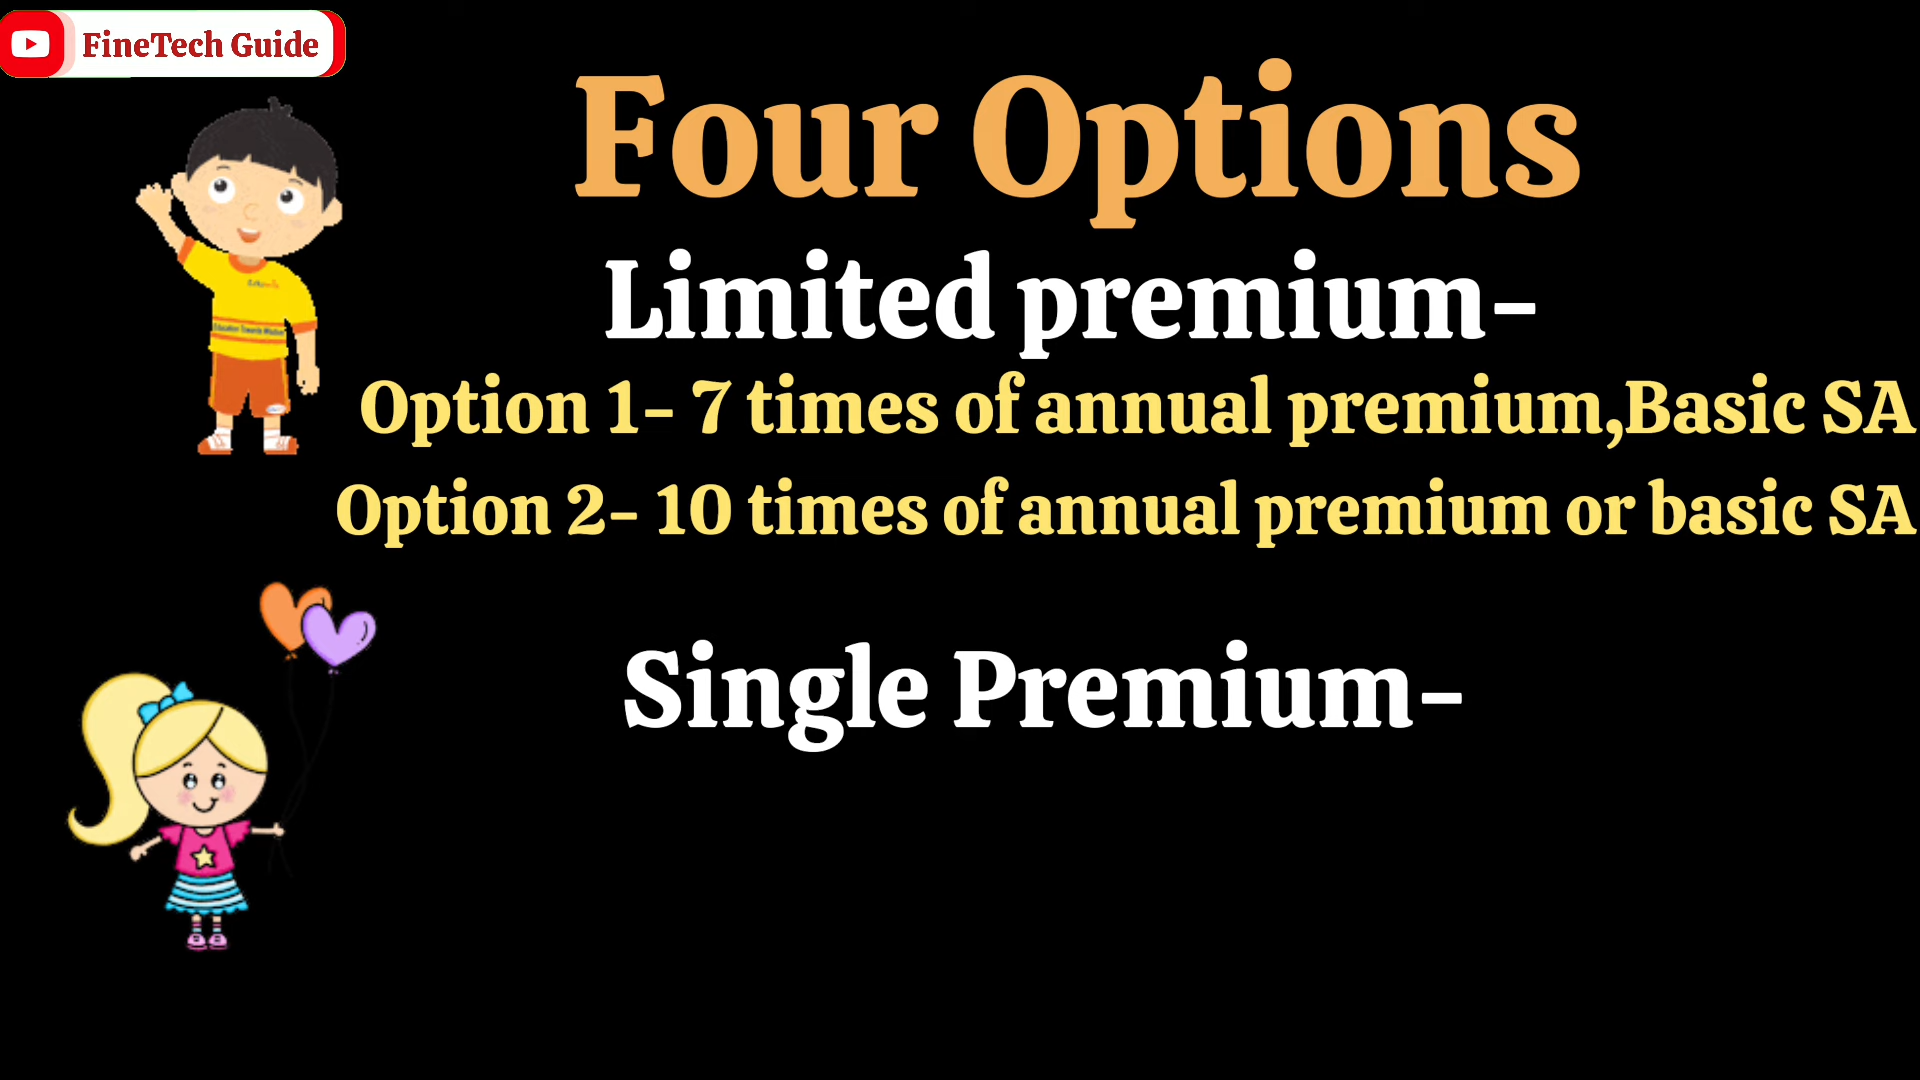 FineTech Guide
Four Options
Limited premium-
Option 1- 7 times of annual premium,Basic SA
Option 2- 10 times of annual premium or basic SA
Single Premium-